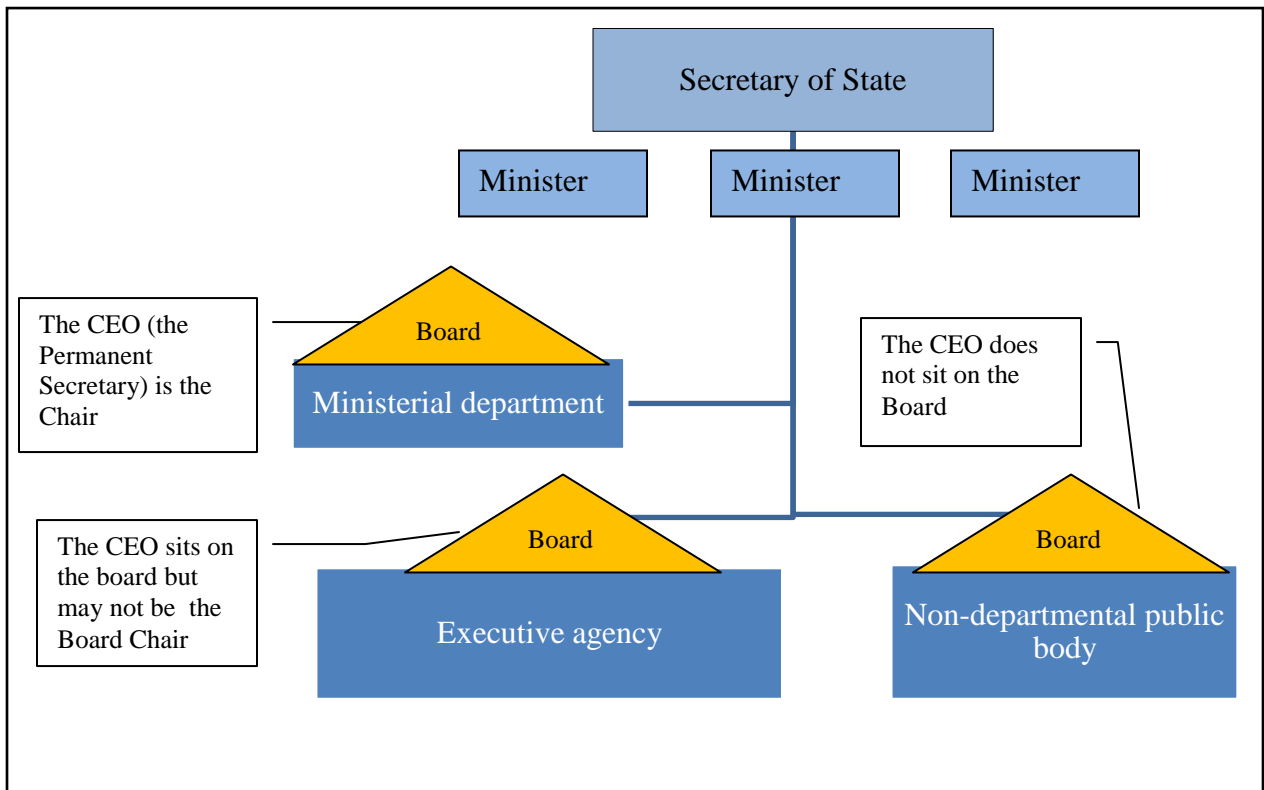 Secretary of State
Minister
Minister
Minister
The CEO (the
Permanent
Secretary) is the
Chair
Board
Ministerial department
The CEO does
not sit on the
Board
The CEO sits on
the board but
may not be  the
Board Chair
Board
Executive agency
Board
Non-departmental public
body